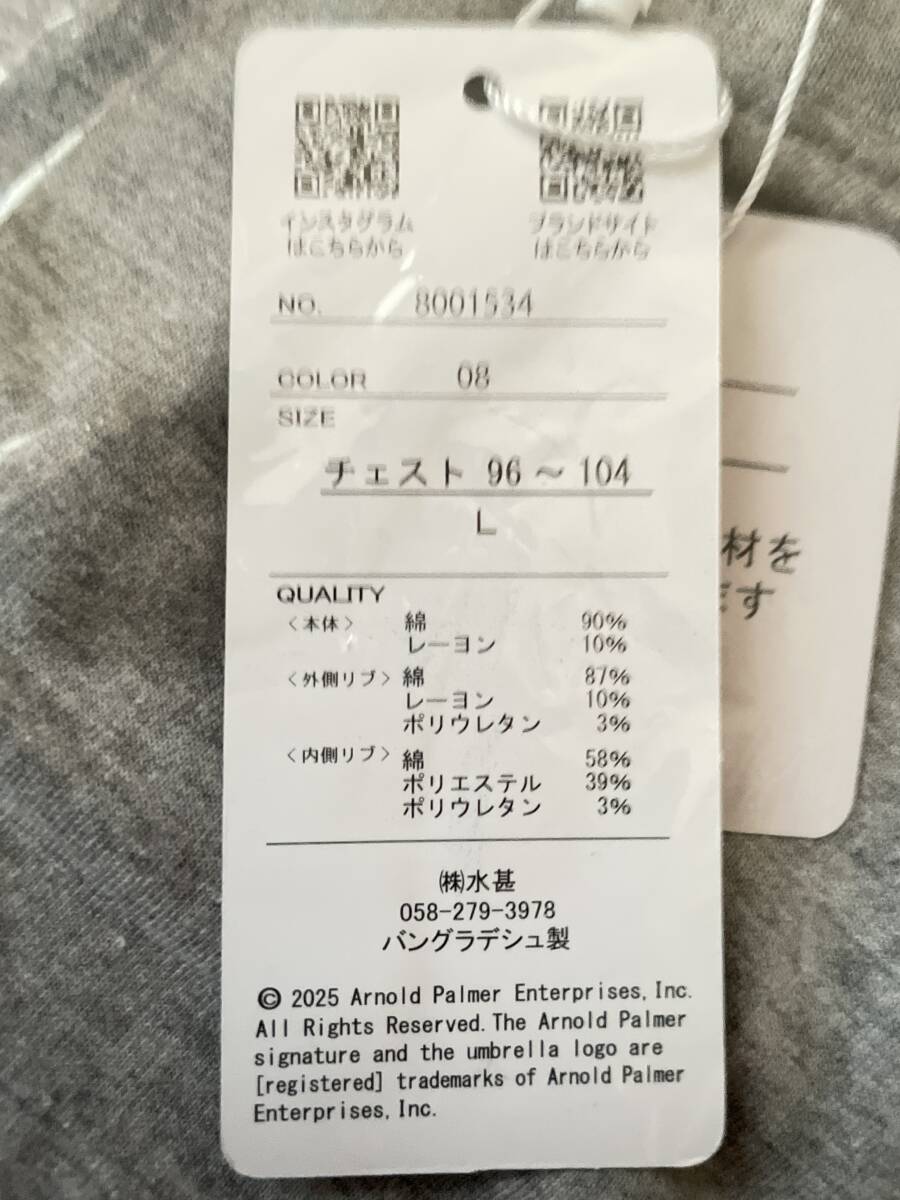 インスタグラム
はこちらから
ブランドサイト
はこちらから
NO. 8001534
COLOR 08
SIZE
チェスト 96～104
L
QUALITY
〈本体〉 綿 90%
レーヨン 10%
〈外側リブ〉 綿 87%
レーヨン 10%
ポリウレタン 3%
〈内側リブ〉 綿 58%
ポリエステル 39%
ポリウレタン 3%
㈱水甚
058-279-3978
バングラデシュ製
© 2025 Arnold Palmer Enterprises, Inc.
All Rights Reserved. The Arnold Palmer
signature and the umbrella logo are
[registered] trademarks of Arnold Palmer
Enterprises, Inc.
材を
ます